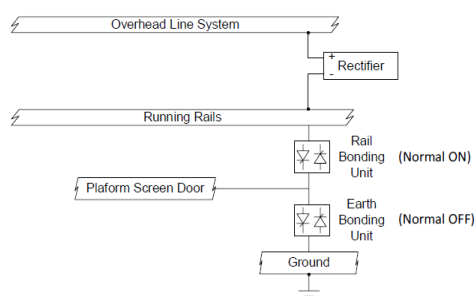 Overhead Line System
+
Rectifier
-
Running Rails
Rail
Bonding (Normal ON)
Unit
Plaform Screen Door
Earth
Bonding (Normal OFF)
Unit
Ground